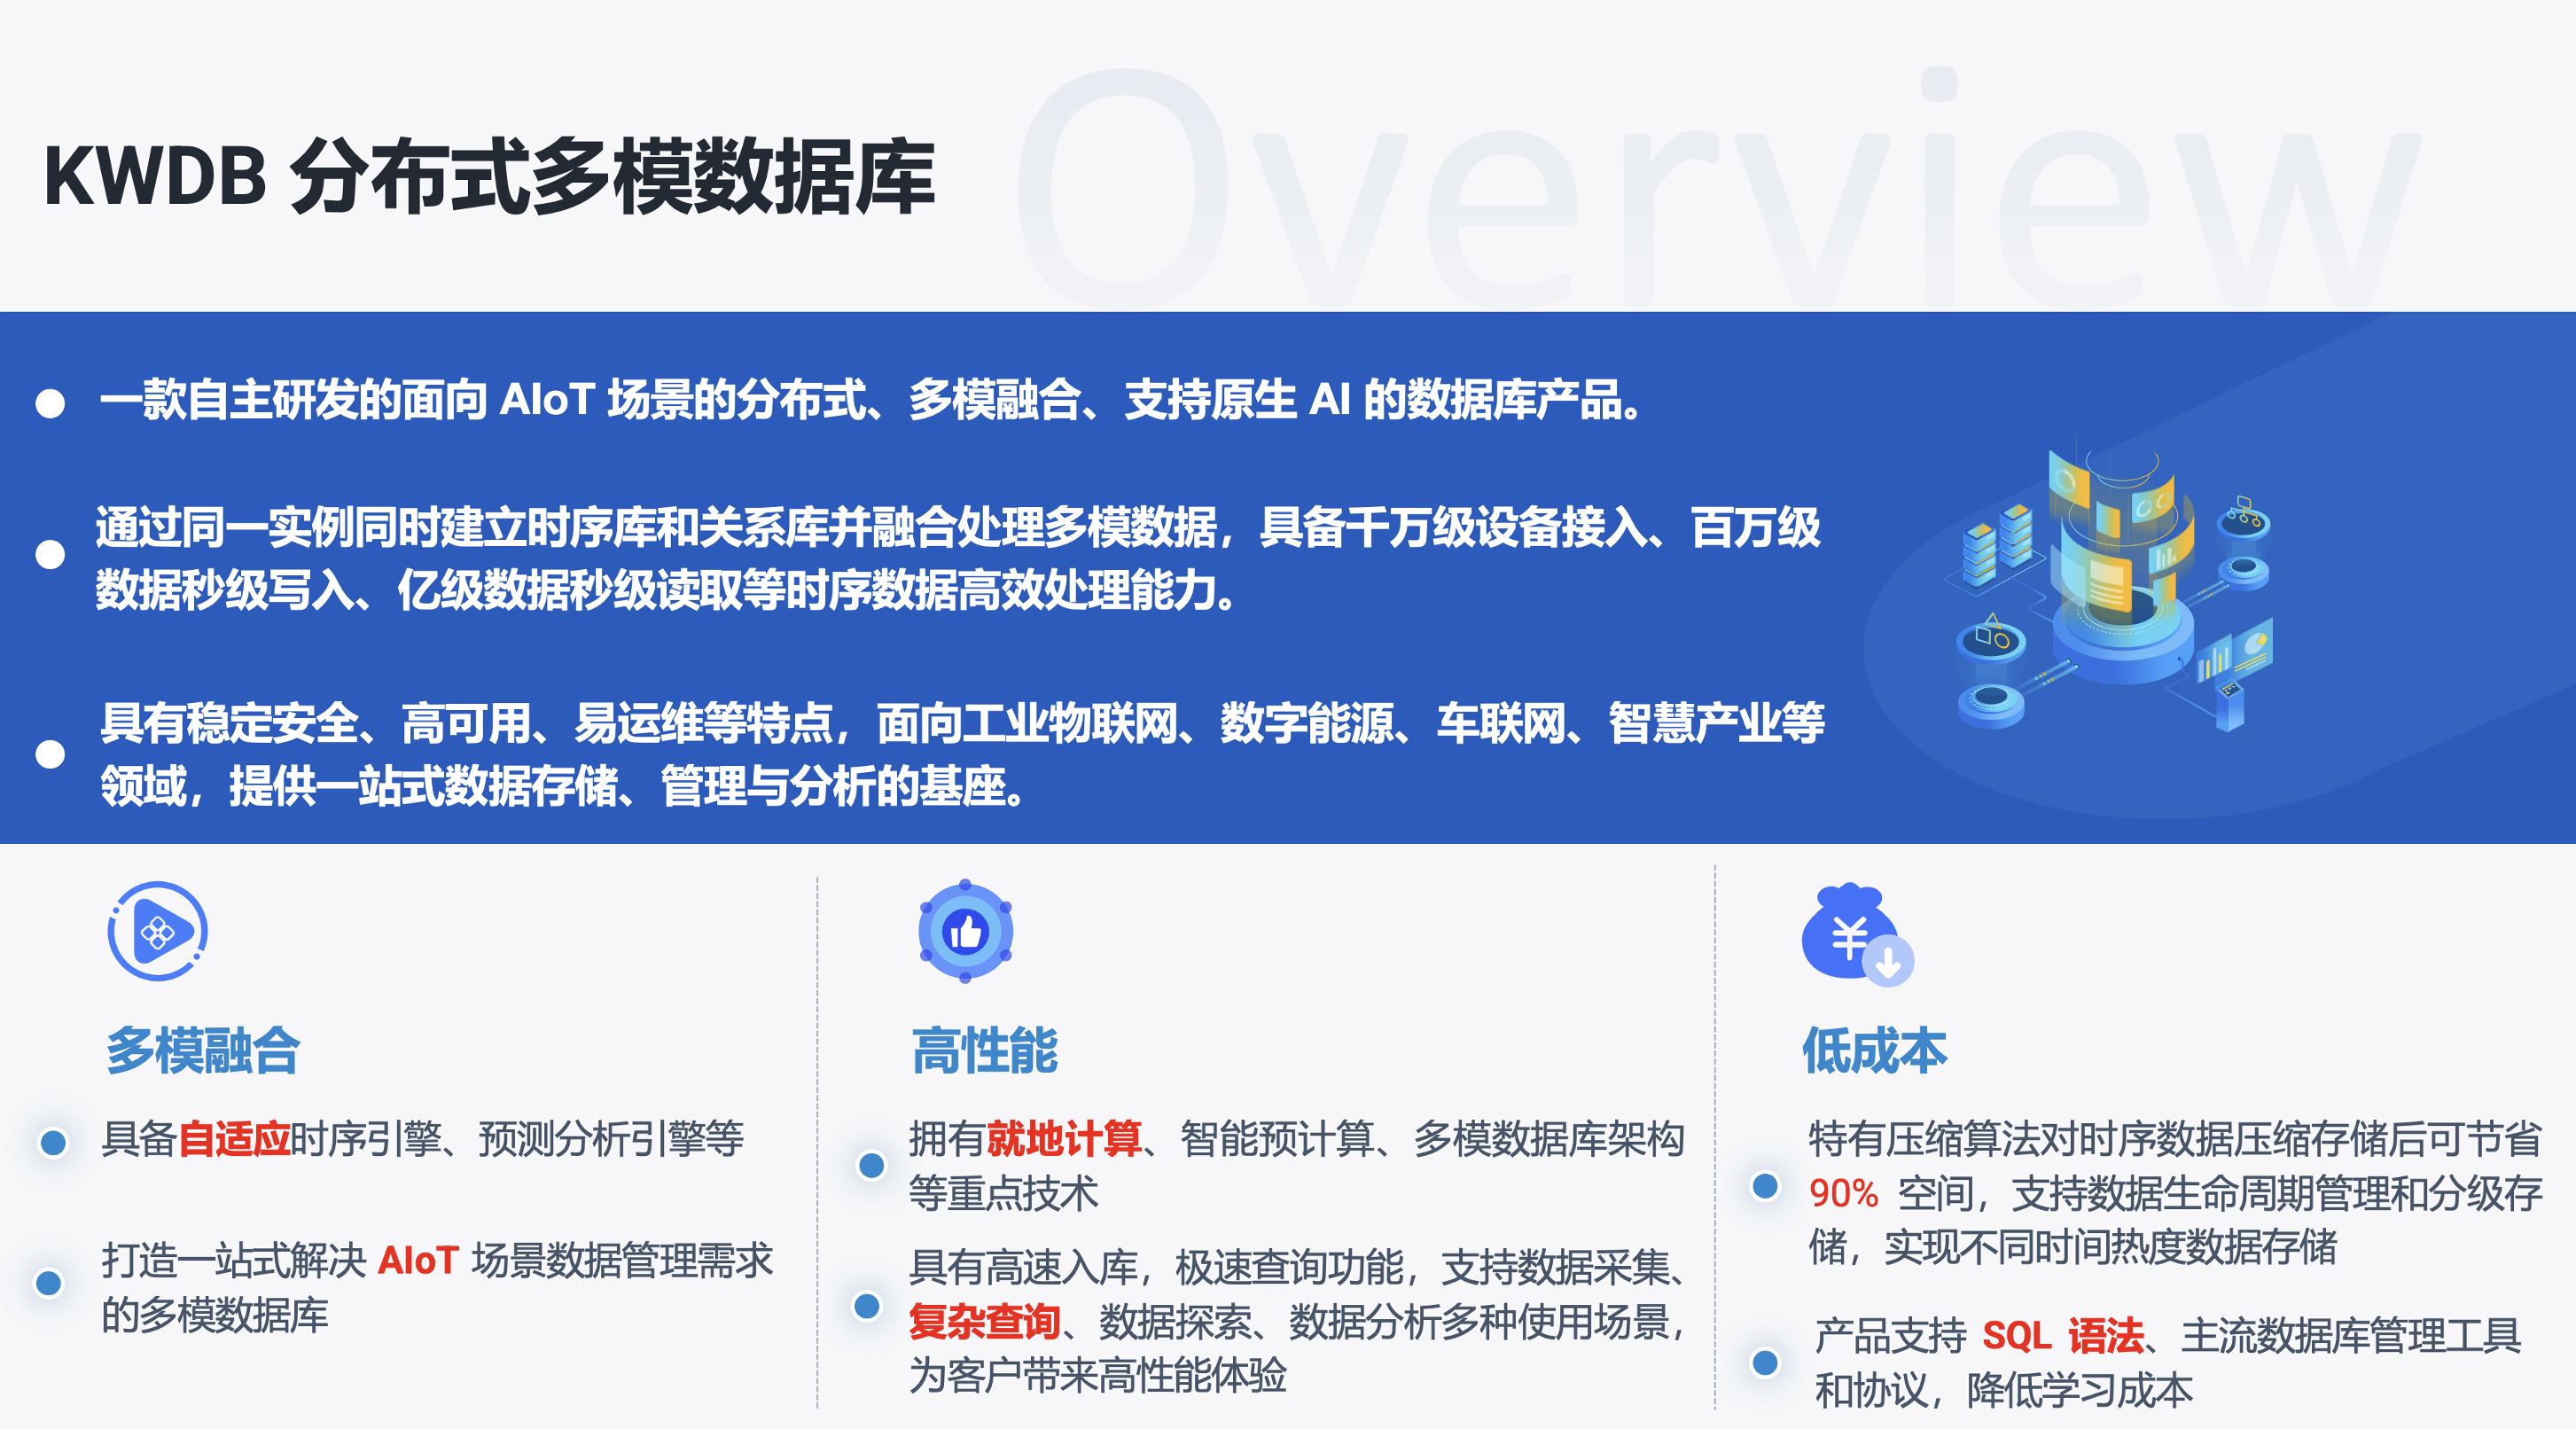 Overview
KWDB 分布式多模数据库
一款自主研发的面向 AIoT 场景的分布式、多模融合、支持原生 AI 的数据库产品。
通过同一实例同时建立时序库和关系库并融合处理多模数据，具备千万级设备接入、百万级
数据秒级写入、亿级数据秒级读取等时序数据高效处理能力。
具有稳定安全、高可用、易运维等特点，面向工业物联网、数字能源、车联网、智慧产业等
领域，提供一站式数据存储、管理与分析的基座。
多模融合
具备自适应时序引擎、预测分析引擎等
打造一站式解决 AIoT 场景数据管理需求
的多模数据库
高性能
拥有就地计算、智能预计算、多模数据库架构
等重点技术
具有高速入库，极速查询功能，支持数据采集、
复杂查询、数据探索、数据分析多种使用场景，
为客户带来高性能体验
低成本
特有压缩算法对时序数据压缩存储后可节省
90% 空间，支持数据生命周期管理和分级存
储，实现不同时间热度数据存储
产品支持 SQL 语法、主流数据库管理工具
和协议，降低学习成本